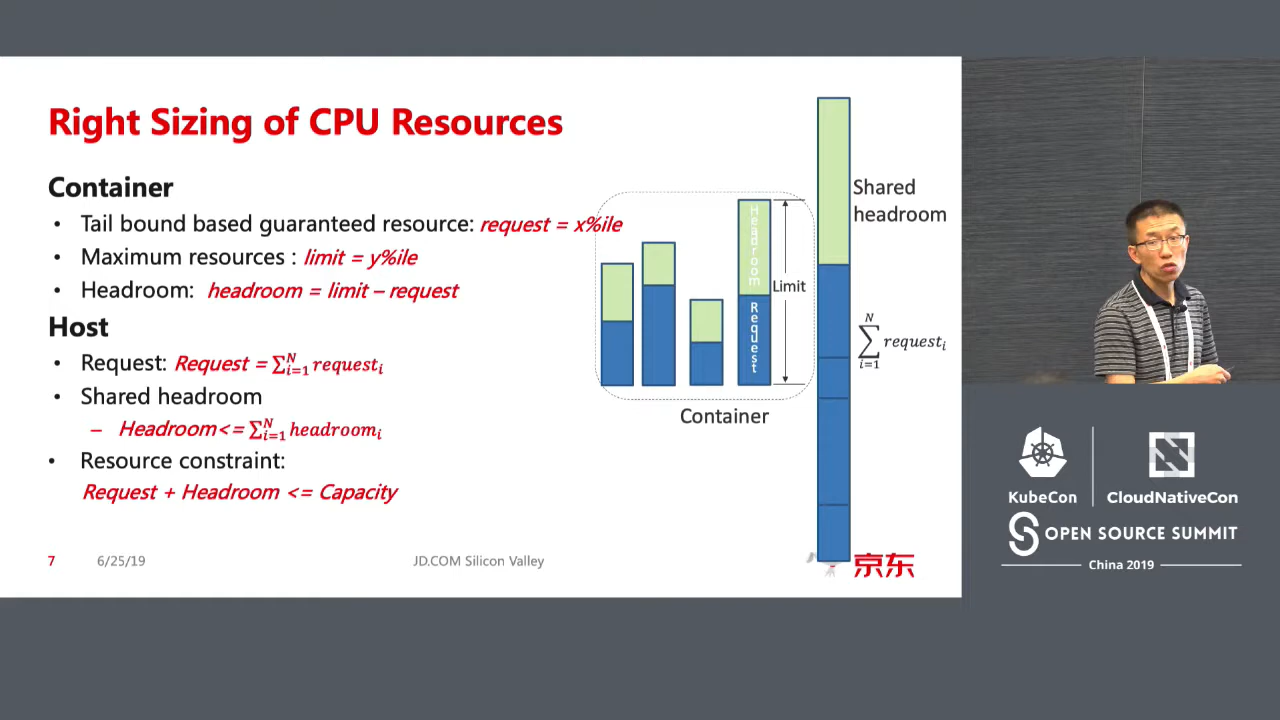 Right Sizing of CPU Resources
Container
• Tail bound based guaranteed resource: request = x%ile
• Maximum resources : limit = y%ile
• Headroom: headroom = limit – request
Host
• Request: Request = ∑ᵢ₌₁ᴺ requestᵢ
• Shared headroom
– Headroom<= ∑ᵢ₌₁ᴺ headroomᵢ
• Resource constraint:
Request + Headroom <= Capacity
Headroom
Request
Limit
Container
Shared
headroom
∑ᵢ₌₁ᴺ requestᵢ
7
6/25/19
JD.COM Silicon Valley
京东
KubeCon
CloudNativeCon
OPEN SOURCE SUMMIT
China 2019